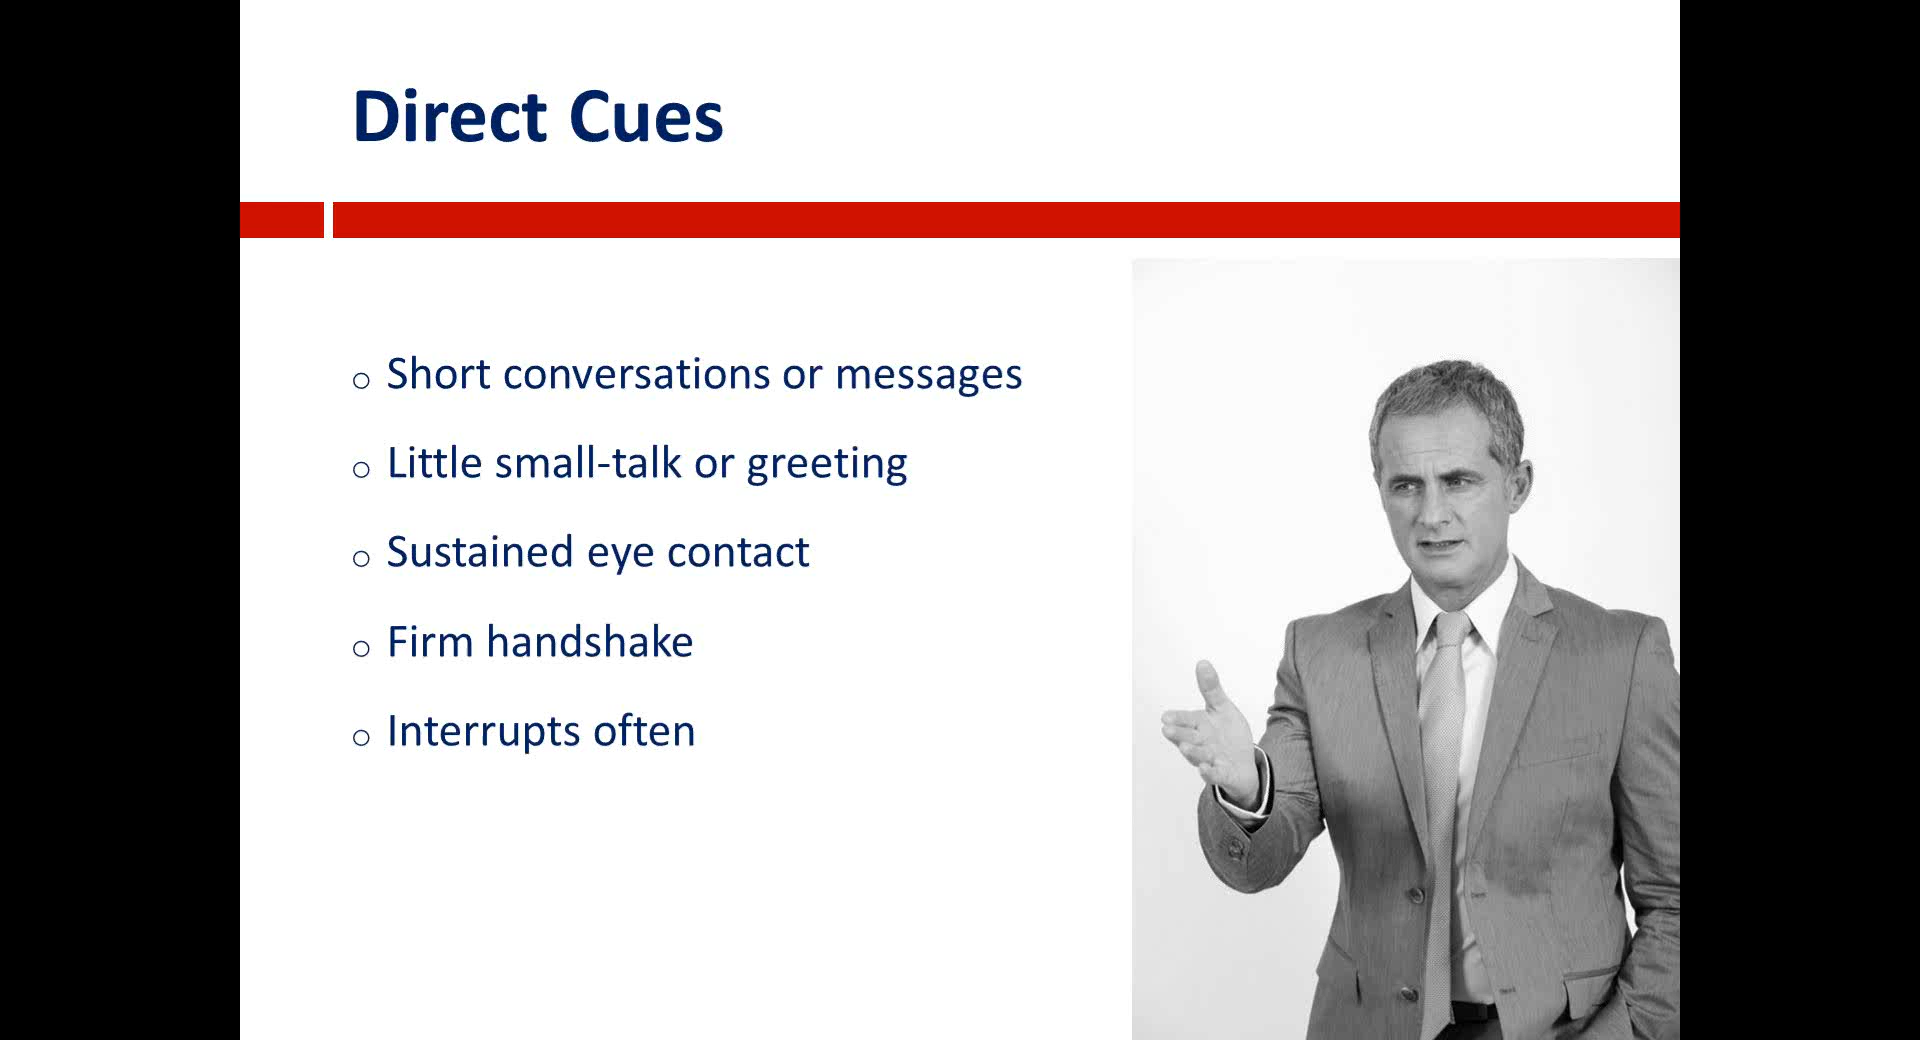 Direct Cues
Short conversations or messages
Little small-talk or greeting
Sustained eye contact
Firm handshake
Interrupts often